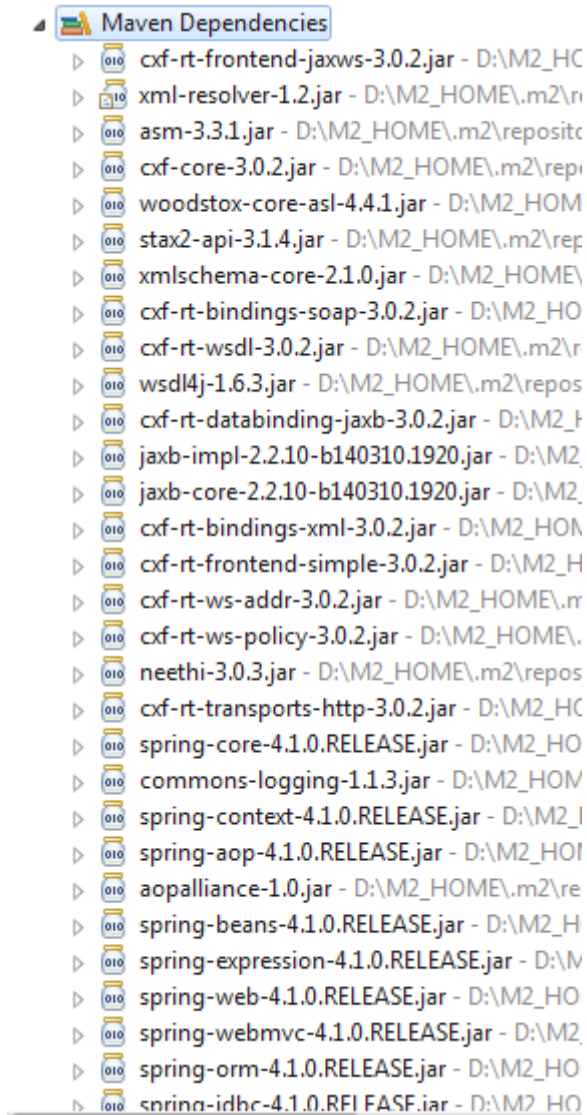 Maven Dependencies
cxf-rt-frontend-jaxws-3.0.2.jar - D:\M2_HO
xml-resolver-1.2.jar - D:\M2_HOME\.m2\re
asm-3.3.1.jar - D:\M2_HOME\.m2\reposito
cxf-core-3.0.2.jar - D:\M2_HOME\.m2\repo
woodstox-core-asl-4.4.1.jar - D:\M2_HOM
stax2-api-3.1.4.jar - D:\M2_HOME\.m2\rep
xmlschema-core-2.1.0.jar - D:\M2_HOME\
cxf-rt-bindings-soap-3.0.2.jar - D:\M2_HO
cxf-rt-wsdl-3.0.2.jar - D:\M2_HOME\.m2\r
wsdl4j-1.6.3.jar - D:\M2_HOME\.m2\repos
cxf-rt-databinding-jaxb-3.0.2.jar - D:\M2_H
jaxb-impl-2.2.10-b140310.1920.jar - D:\M2_
jaxb-core-2.2.10-b140310.1920.jar - D:\M2_
cxf-rt-bindings-xml-3.0.2.jar - D:\M2_HOM
cxf-rt-frontend-simple-3.0.2.jar - D:\M2_H
cxf-rt-ws-addr-3.0.2.jar - D:\M2_HOME\.m
cxf-rt-ws-policy-3.0.2.jar - D:\M2_HOME\.
neethi-3.0.3.jar - D:\M2_HOME\.m2\repos
cxf-rt-transports-http-3.0.2.jar - D:\M2_HO
spring-core-4.1.0.RELEASE.jar - D:\M2_HO
commons-logging-1.1.3.jar - D:\M2_HOM
spring-context-4.1.0.RELEASE.jar - D:\M2_
spring-aop-4.1.0.RELEASE.jar - D:\M2_HOM
aopalliance-1.0.jar - D:\M2_HOME\.m2\re
spring-beans-4.1.0.RELEASE.jar - D:\M2_H
spring-expression-4.1.0.RELEASE.jar - D:\M
spring-web-4.1.0.RELEASE.jar - D:\M2_HO
spring-webmvc-4.1.0.RELEASE.jar - D:\M2_
spring-orm-4.1.0.RELEASE.jar - D:\M2_HO
spring-jdbc-4.1.0.RELEASE.jar - D:\M2_HO